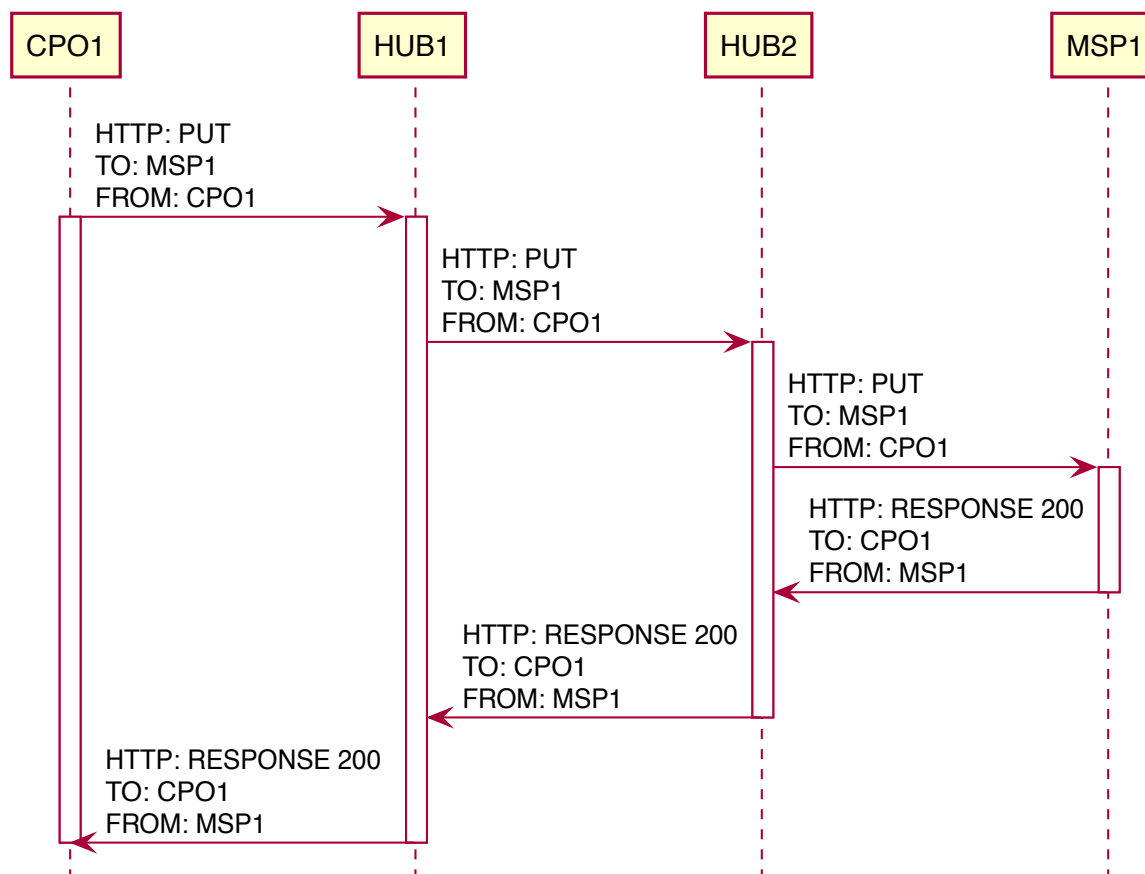 CPO1
HUB1
HUB2
MSP1
HTTP: PUT
TO: MSP1
FROM: CPO1
HTTP: PUT
TO: MSP1
FROM: CPO1
HTTP: PUT
TO: MSP1
FROM: CPO1
HTTP: RESPONSE 200
TO: CPO1
FROM: MSP1
HTTP: RESPONSE 200
TO: CPO1
FROM: MSP1
HTTP: RESPONSE 200
TO: CPO1
FROM: MSP1